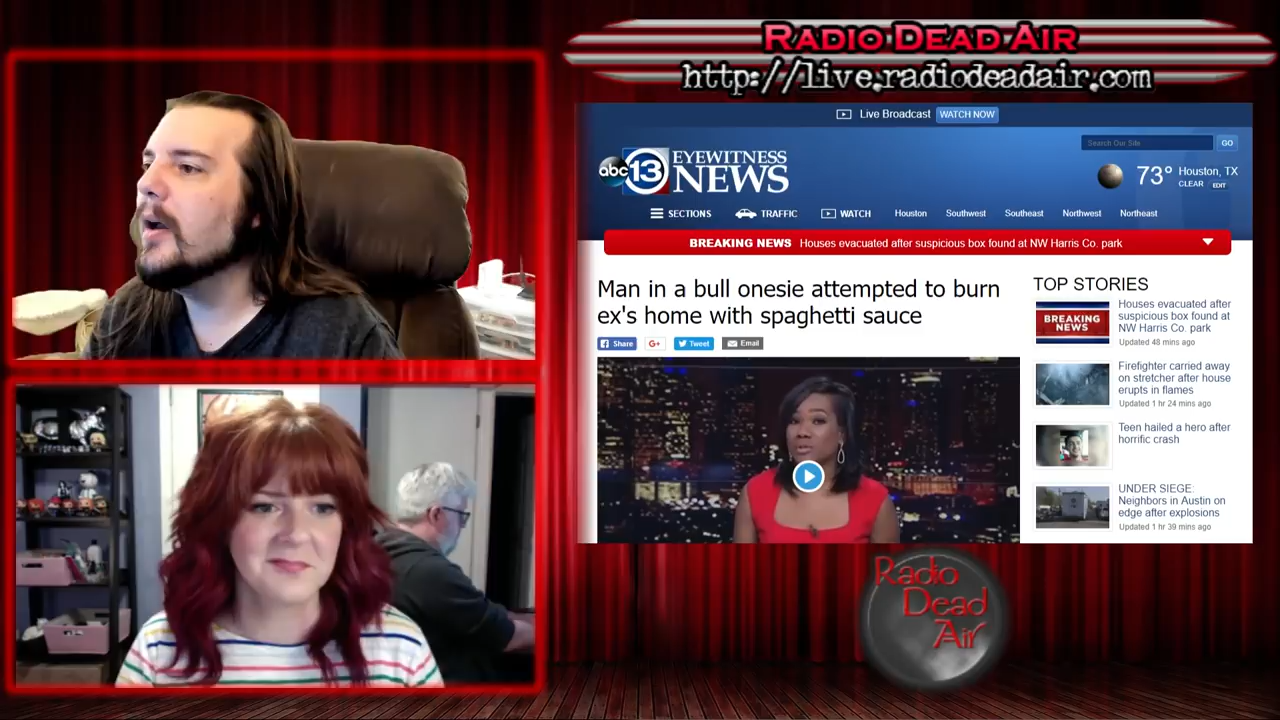 RADIO DEAD AIR
http://live.radiodeadair.com
Live Broadcast WATCH NOW
Search Our Site GO
abc 13 EYEWITNESS
NEWS
73° Houston, TX
CLEAR EDIT
SECTIONS TRAFFIC WATCH Houston Southwest Southeast Northwest Northeast
BREAKING NEWS Houses evacuated after suspicious box found at NW Harris Co. park
Man in a bull onesie attempted to burn
ex's home with spaghetti sauce
Share G+ Tweet Email
TOP STORIES
BREAKING
NEWS
Houses evacuated after
suspicious box found at
NW Harris Co. park
Updated 48 mins ago
Firefighter carried away
on stretcher after house
erupts in flames
Updated 1 hr 24 mins ago
Teen hailed a hero after
horrific crash
UNDER SIEGE:
Neighbors in Austin on
edge after explosions
Updated 1 hr 39 mins ago
Radio
Dead
Air